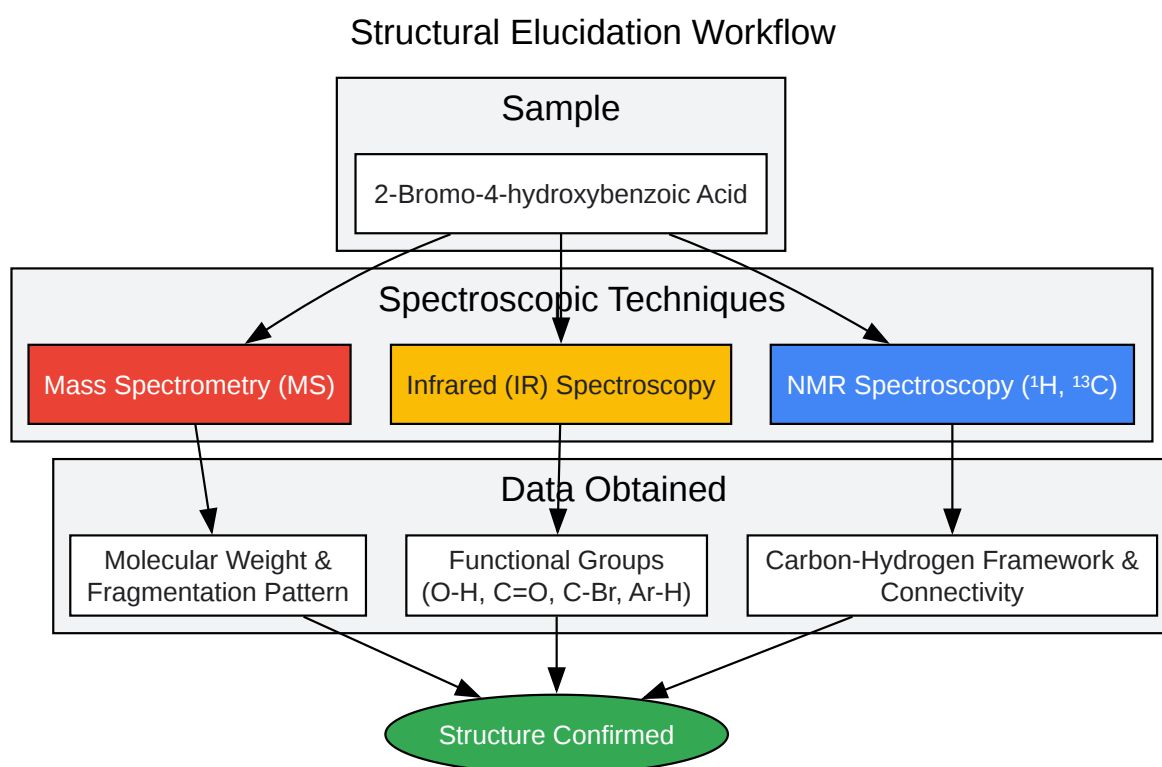 Structural Elucidation Workflow
Sample
2-Bromo-4-hydroxybenzoic Acid
Spectroscopic Techniques
Mass Spectrometry (MS)
Infrared (IR) Spectroscopy
NMR Spectroscopy (¹H, ¹³C)
Data Obtained
Molecular Weight &
Fragmentation Pattern
Functional Groups
(O-H, C=O, C-Br, Ar-H)
Carbon-Hydrogen Framework &
Connectivity
Structure Confirmed